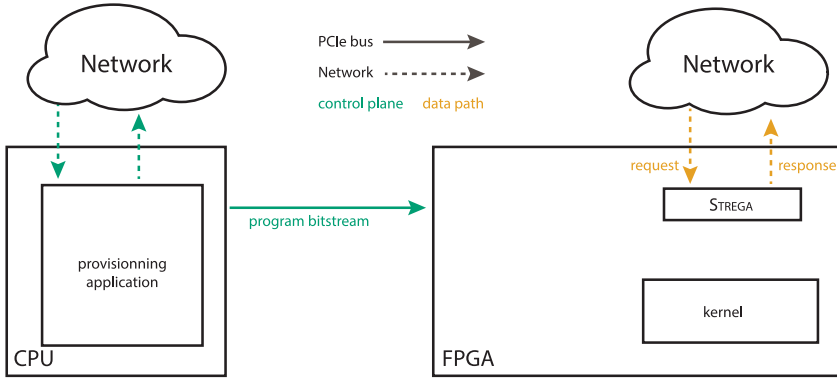 Network
PCIe bus
Network
control plane data path
Network
request
response
STREGA
program bitstream
provisionning
application
kernel
CPU
FPGA